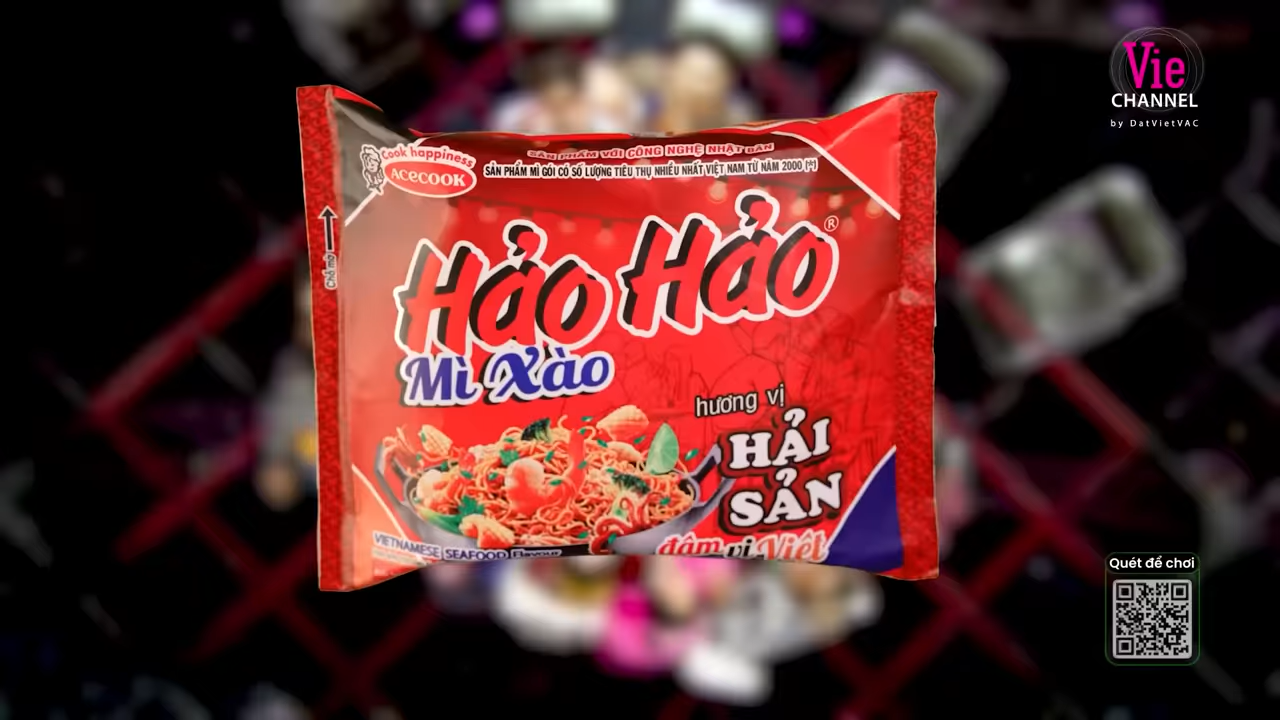 Vie
CHANNEL
by DatVietVAC
Cook happiness
ACECOOK
SẢN PHẨM VỚI CÔNG NGHỆ NHẬT BẢN
SẢN PHẨM MÌ GÓI CÓ SỐ LƯỢNG TIÊU THỤ NHIỀU NHẤT VIỆT NAM TỪ NĂM 2000 (*)
Hảo Hảo ®
Mì Xào
hương vị
HẢI
SẢN
đậm vị Việt
VIETNAMESE SEAFOOD Flavour
Quét để chơi